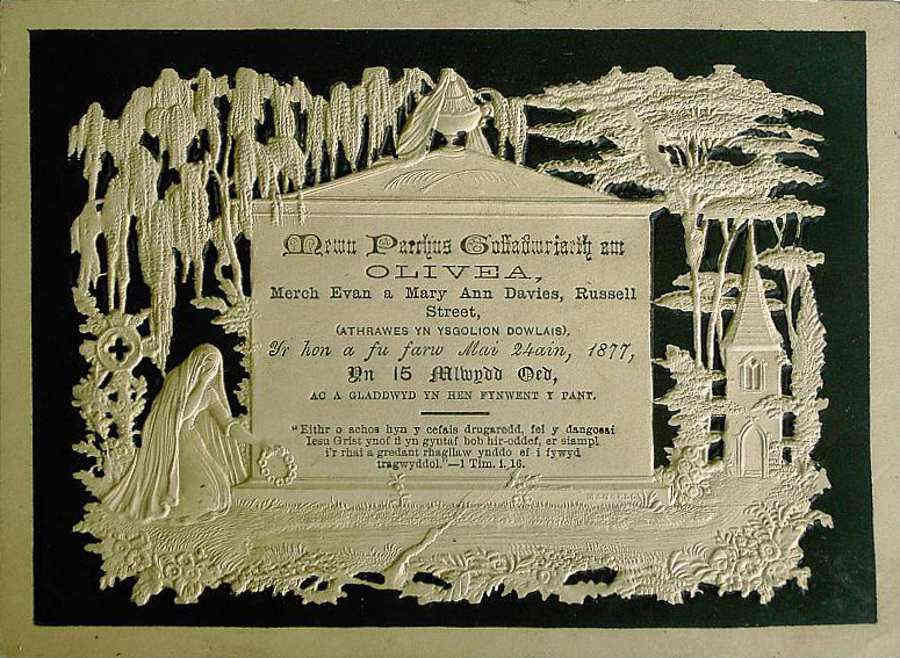 Mewn Parchus Goffadwriaeth am
OLIVEA,
Merch Evan a Mary Ann Davies, Russell
Street,
(ATHRAWES YN YSGOLION DOWLAIS).
Yr hon a fu farw Mai 24ain, 1877,
Yn 15 Mlwydd Oed,
AC A GLADDWYD YN HEN FYNWENT Y PANT.
"Eithr o achos hyn y cefais drugaredd, fel y dangosai
Iesu Grist ynof fi yn gyntaf bob hir-oddef, er siampl
i'r rhai a gredant rhagllaw ynddo ef i fywyd
tragwyddol."—1 Tim. i. 16.